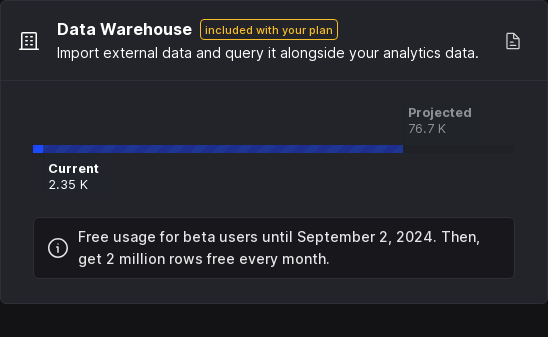 Data Warehouse included with your plan
Import external data and query it alongside your analytics data.
Projected
76.7 K
Current
2.35 K
Free usage for beta users until September 2, 2024. Then,
get 2 million rows free every month.